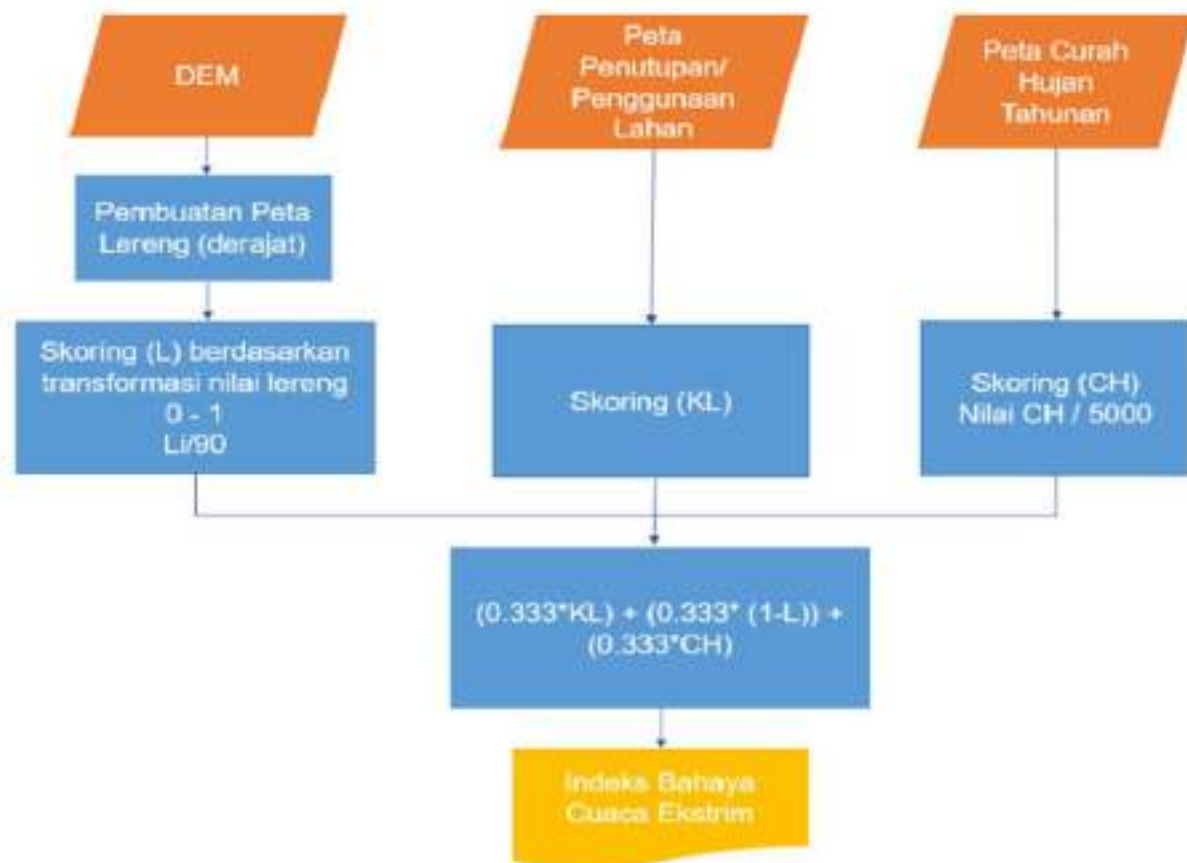 DEM
Peta
Penutupan/
Penggunaan
Lahan
Peta Curah
Hujan
Tahunan
Pembuatan Peta
Lereng (derajat)
Skoring (L) berdasarkan
transformasi nilai lereng
0 - 1
Li/90
Skoring (KL)
Skoring (CH)
Nilai CH / 5000
(0.333*KL) + (0.333* (1-L)) +
(0.333*CH)
Indeks Bahaya
Cuaca Ekstrim